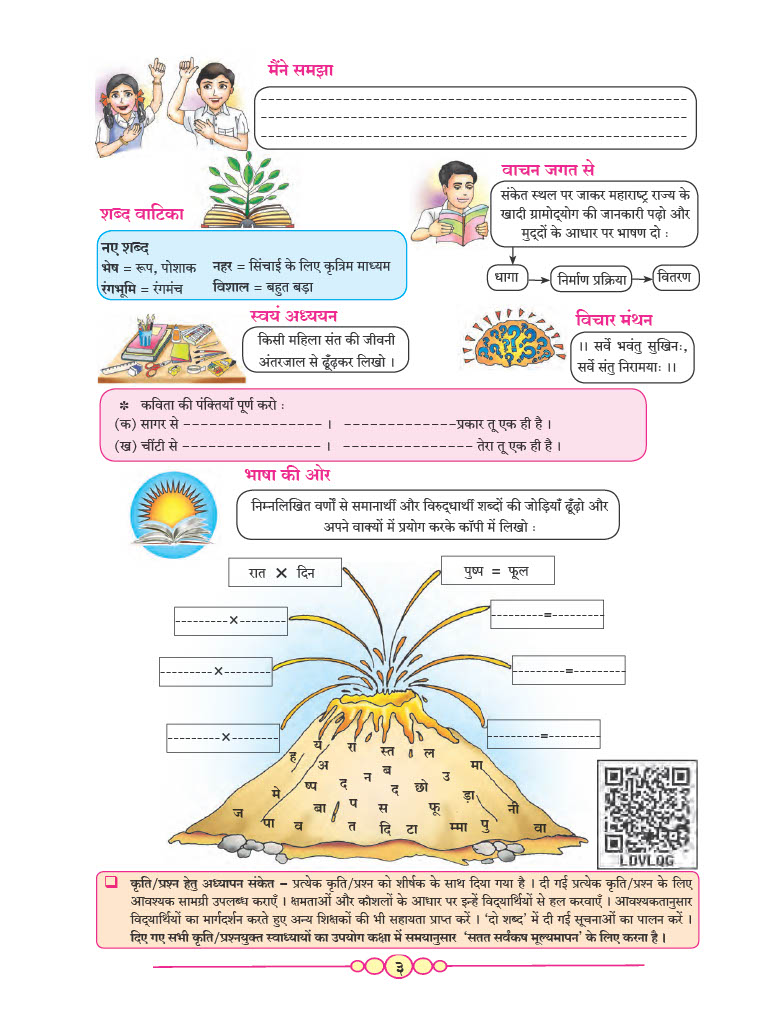 मैंने समझा
शब्द वाटिका
नए शब्द
भेष = रूप, पोशाक
रंगभूमि = रंगमंच
नहर = सिंचाई के लिए कृत्रिम माध्यम
विशाल = बहुत बड़ा
वाचन जगत से
संकेत स्थल पर जाकर महाराष्ट्र राज्य के
खादी ग्रामोद्योग की जानकारी पढ़ो और
मुद्दों के आधार पर भाषण दो :
धागा
निर्माण प्रक्रिया
वितरण
स्वयं अध्ययन
किसी महिला संत की जीवनी
अंतरजाल से ढूँढ़कर लिखो ।
विचार मंथन
।। सर्वे भवंतु सुखिनः,
सर्वे संतु निरामयाः ।।
✽ कविता की पंक्तियाँ पूर्ण करो :
(क) सागर से ---------------- । -------------प्रकार तू एक ही है ।
(ख) चींटी से ---------------- । --------------- तेरा तू एक ही है ।
भाषा की ओर
निम्नलिखित वर्णों से समानार्थी और विरुद्धार्थी शब्दों की जोड़ियाँ ढूँढ़ो और
अपने वाक्यों में प्रयोग करके कॉपी में लिखो :
रात × दिन
पुष्प = फूल
---------×--------
---------=---------
---------×--------
---------=---------
---------×--------
---------=---------
ह य रा स्त ल
अ न ब उ मा
मे ष्प द द छो ड़ा
ज बा प स फू नी
पा व त दि टा म्मा पु वा
LDVLQG
❑ कृति/प्रश्न हेतु अध्यापन संकेत – प्रत्येक कृति/प्रश्न को शीर्षक के साथ दिया गया है । दी गई प्रत्येक कृति/प्रश्न के लिए
आवश्यक सामग्री उपलब्ध कराएँ । क्षमताओं और कौशलों के आधार पर इन्हें विद्यार्थियों से हल करवाएँ । आवश्यकतानुसार
विद्यार्थियों का मार्गदर्शन करते हुए अन्य शिक्षकों की भी सहायता प्राप्त करें । ‘दो शब्द’ में दी गई सूचनाओं का पालन करें ।
दिए गए सभी कृति/प्रश्नयुक्त स्वाध्यायों का उपयोग कक्षा में समयानुसार ‘सतत सर्वंकष मूल्यमापन’ के लिए करना है ।
३